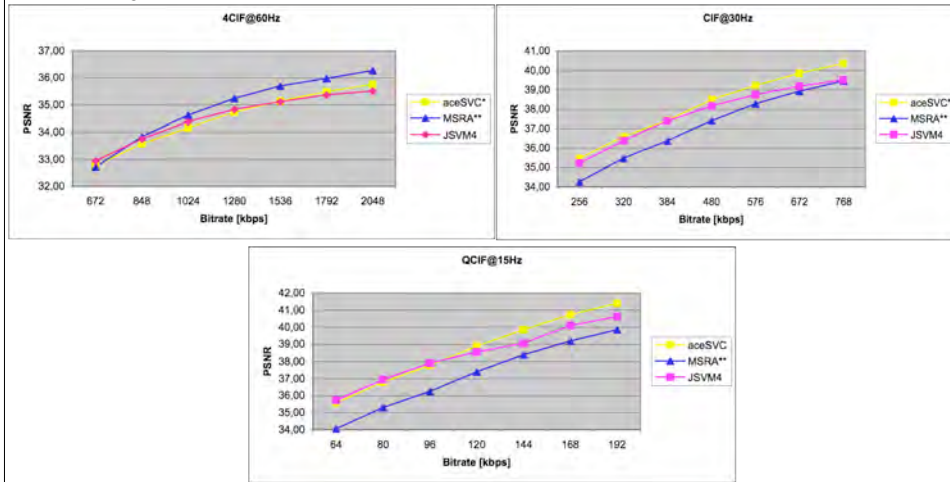 4CIF@60Hz
37,00
36,00
35,00
34,00
33,00
32,00
PSNR
672 848 1024 1280 1536 1792 2048
Bitrate [kbps]
aceSVC*
MSRA**
JSVM4
CIF@30Hz
41,00
40,00
39,00
38,00
37,00
36,00
35,00
34,00
PSNR
256 320 384 480 576 672 768
Bitrate [kbps]
aceSVC*
MSRA**
JSVM4
QCIF@15Hz
42,00
41,00
40,00
39,00
38,00
37,00
36,00
35,00
34,00
PSNR
64 80 96 120 144 168 192
Bitrate [kbps]
aceSVC
MSRA**
JSVM4